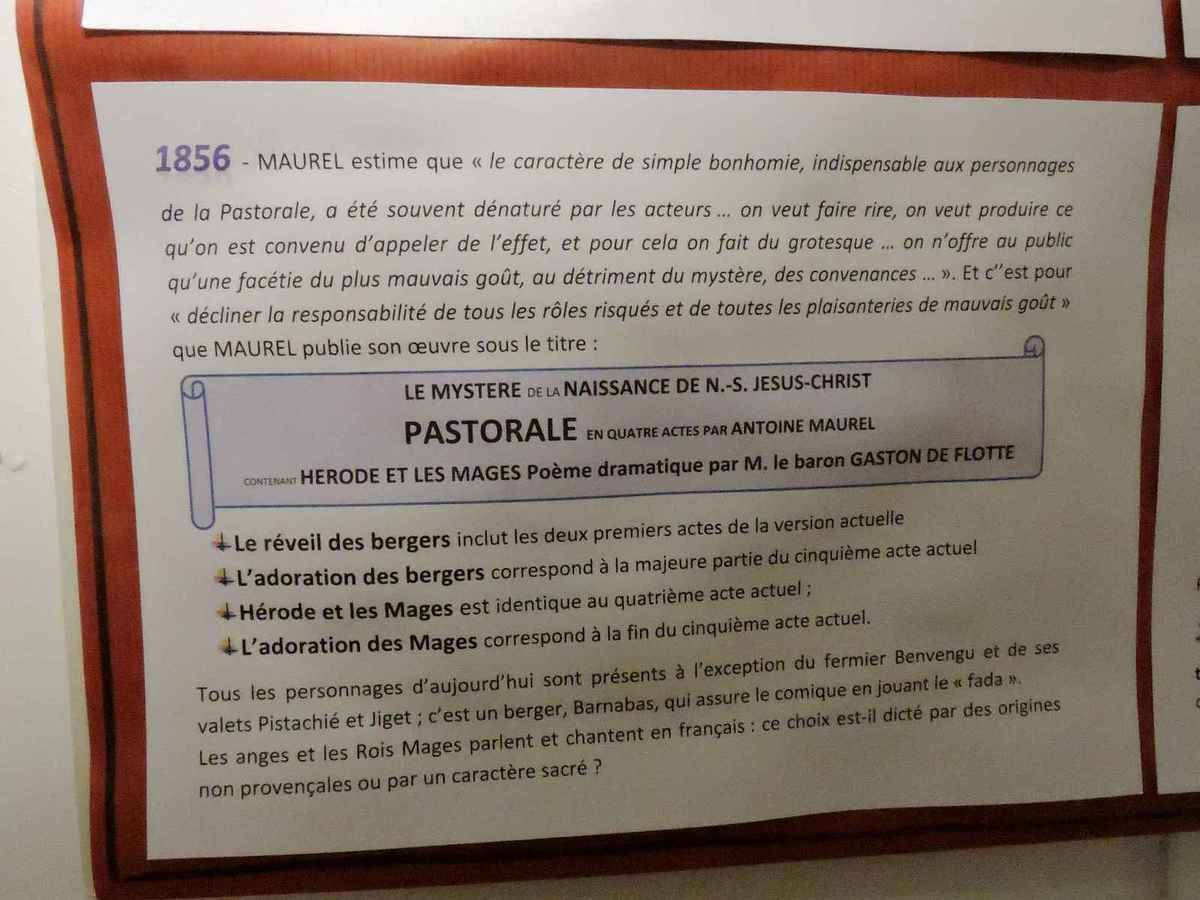 1856 - MAUREL estime que « le caractère de simple bonhomie, indispensable aux personnages
de la Pastorale, a été souvent dénaturé par les acteurs … on veut faire rire, on veut produire ce
qu'on est convenu d'appeler de l'effet, et pour cela on fait du grotesque … on n'offre au public
qu'une facétie du plus mauvais goût, au détriment du mystère, des convenances … ». Et c''est pour
« décliner la responsabilité de tous les rôles risqués et de toutes les plaisanteries de mauvais goût »
que MAUREL publie son œuvre sous le titre :
LE MYSTERE DE LA NAISSANCE DE N.-S. JESUS-CHRIST
PASTORALE EN QUATRE ACTES PAR ANTOINE MAUREL
CONTENANT HERODE ET LES MAGES Poème dramatique par M. le baron GASTON DE FLOTTE
Le réveil des bergers inclut les deux premiers actes de la version actuelle
L'adoration des bergers correspond à la majeure partie du cinquième acte actuel
Hérode et les Mages est identique au quatrième acte actuel ;
L'adoration des Mages correspond à la fin du cinquième acte actuel.
Tous les personnages d'aujourd'hui sont présents à l'exception du fermier Benvengu et de ses
valets Pistachié et Jiget ; c'est un berger, Barnabas, qui assure le comique en jouant le « fada ».
Les anges et les Rois Mages parlent et chantent en français : ce choix est-il dicté par des origines
non provençales ou par un caractère sacré ?